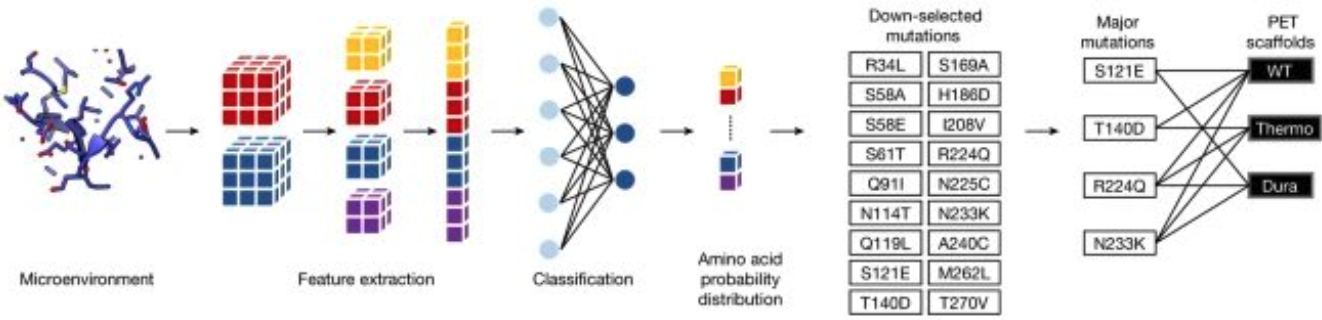 Down-selected
mutations
Major
mutations
PET
scaffolds
R34L S169A
S58A H186D
S58E I208V
S61T R224Q
Q91I N225C
N114T N233K
Q119L A240C
S121E M262L
T140D T270V
S121E
T140D
R224Q
N233K
WT
Thermo
Dura
Microenvironment
Feature extraction
Classification
Amino acid
probability
distribution